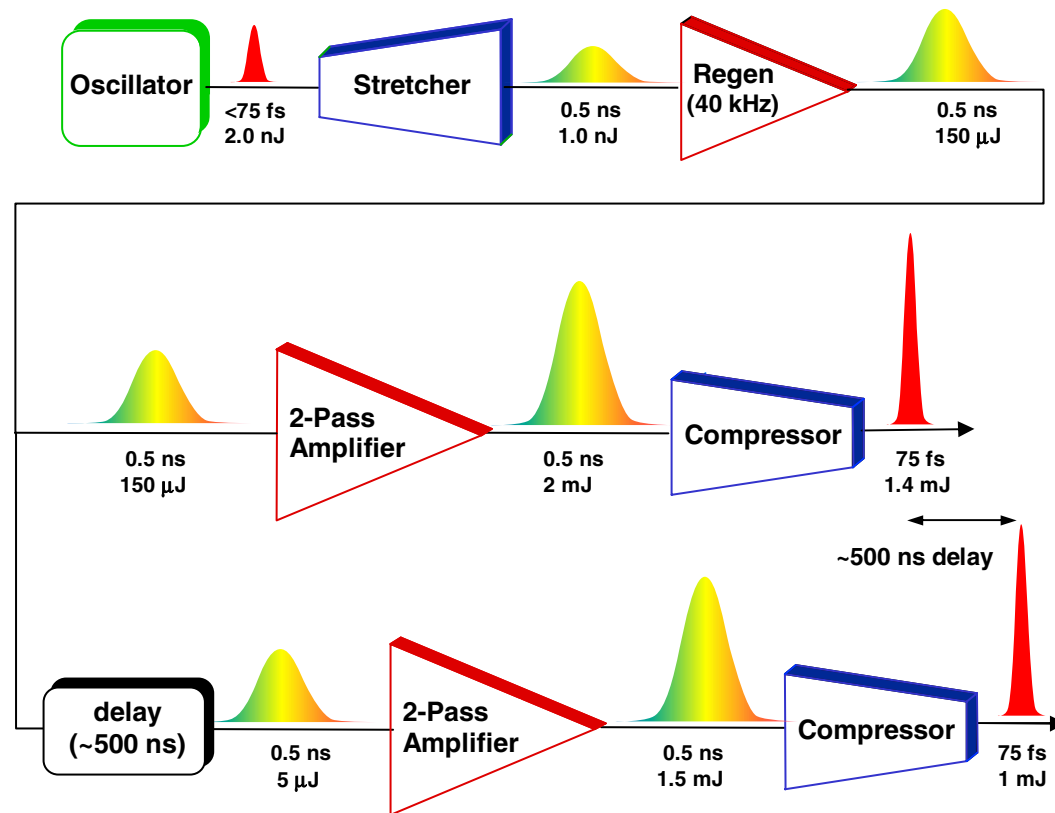 Oscillator
<75 fs
2.0 nJ
Stretcher
0.5 ns
1.0 nJ
Regen
(40 kHz)
0.5 ns
150 μJ
0.5 ns
150 μJ
2-Pass
Amplifier
0.5 ns
2 mJ
Compressor
75 fs
1.4 mJ
~500 ns delay
delay
(~500 ns)
0.5 ns
5 μJ
2-Pass
Amplifier
0.5 ns
1.5 mJ
Compressor
75 fs
1 mJ